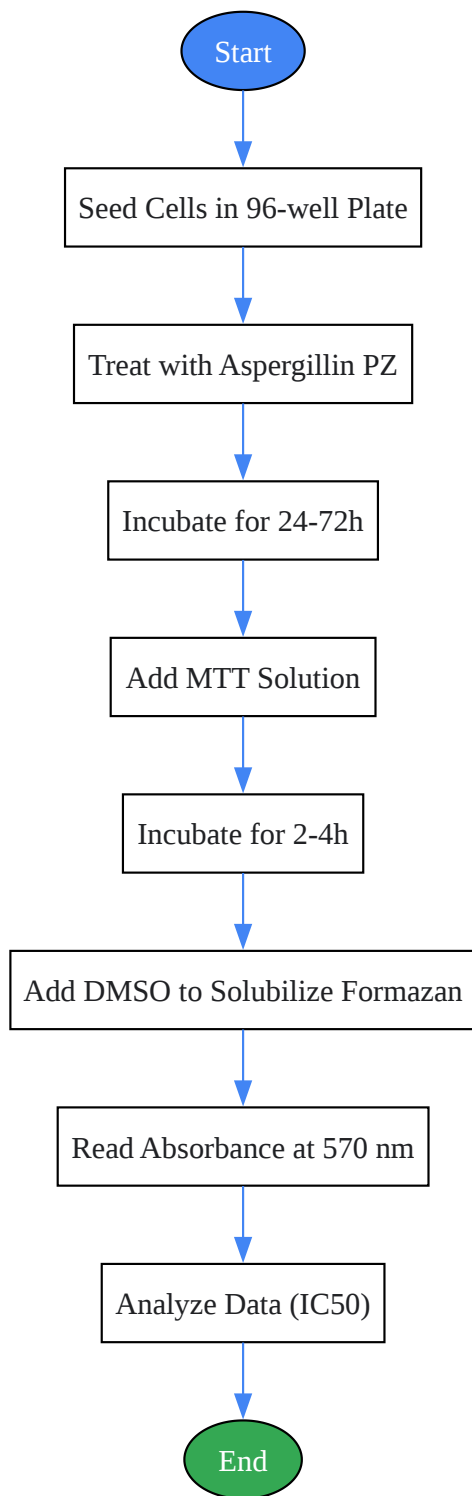 Start
Seed Cells in 96-well Plate
Treat with Aspergillin PZ
Incubate for 24-72h
Add MTT Solution
Incubate for 2-4h
Add DMSO to Solubilize Formazan
Read Absorbance at 570 nm
Analyze Data (IC50)
End